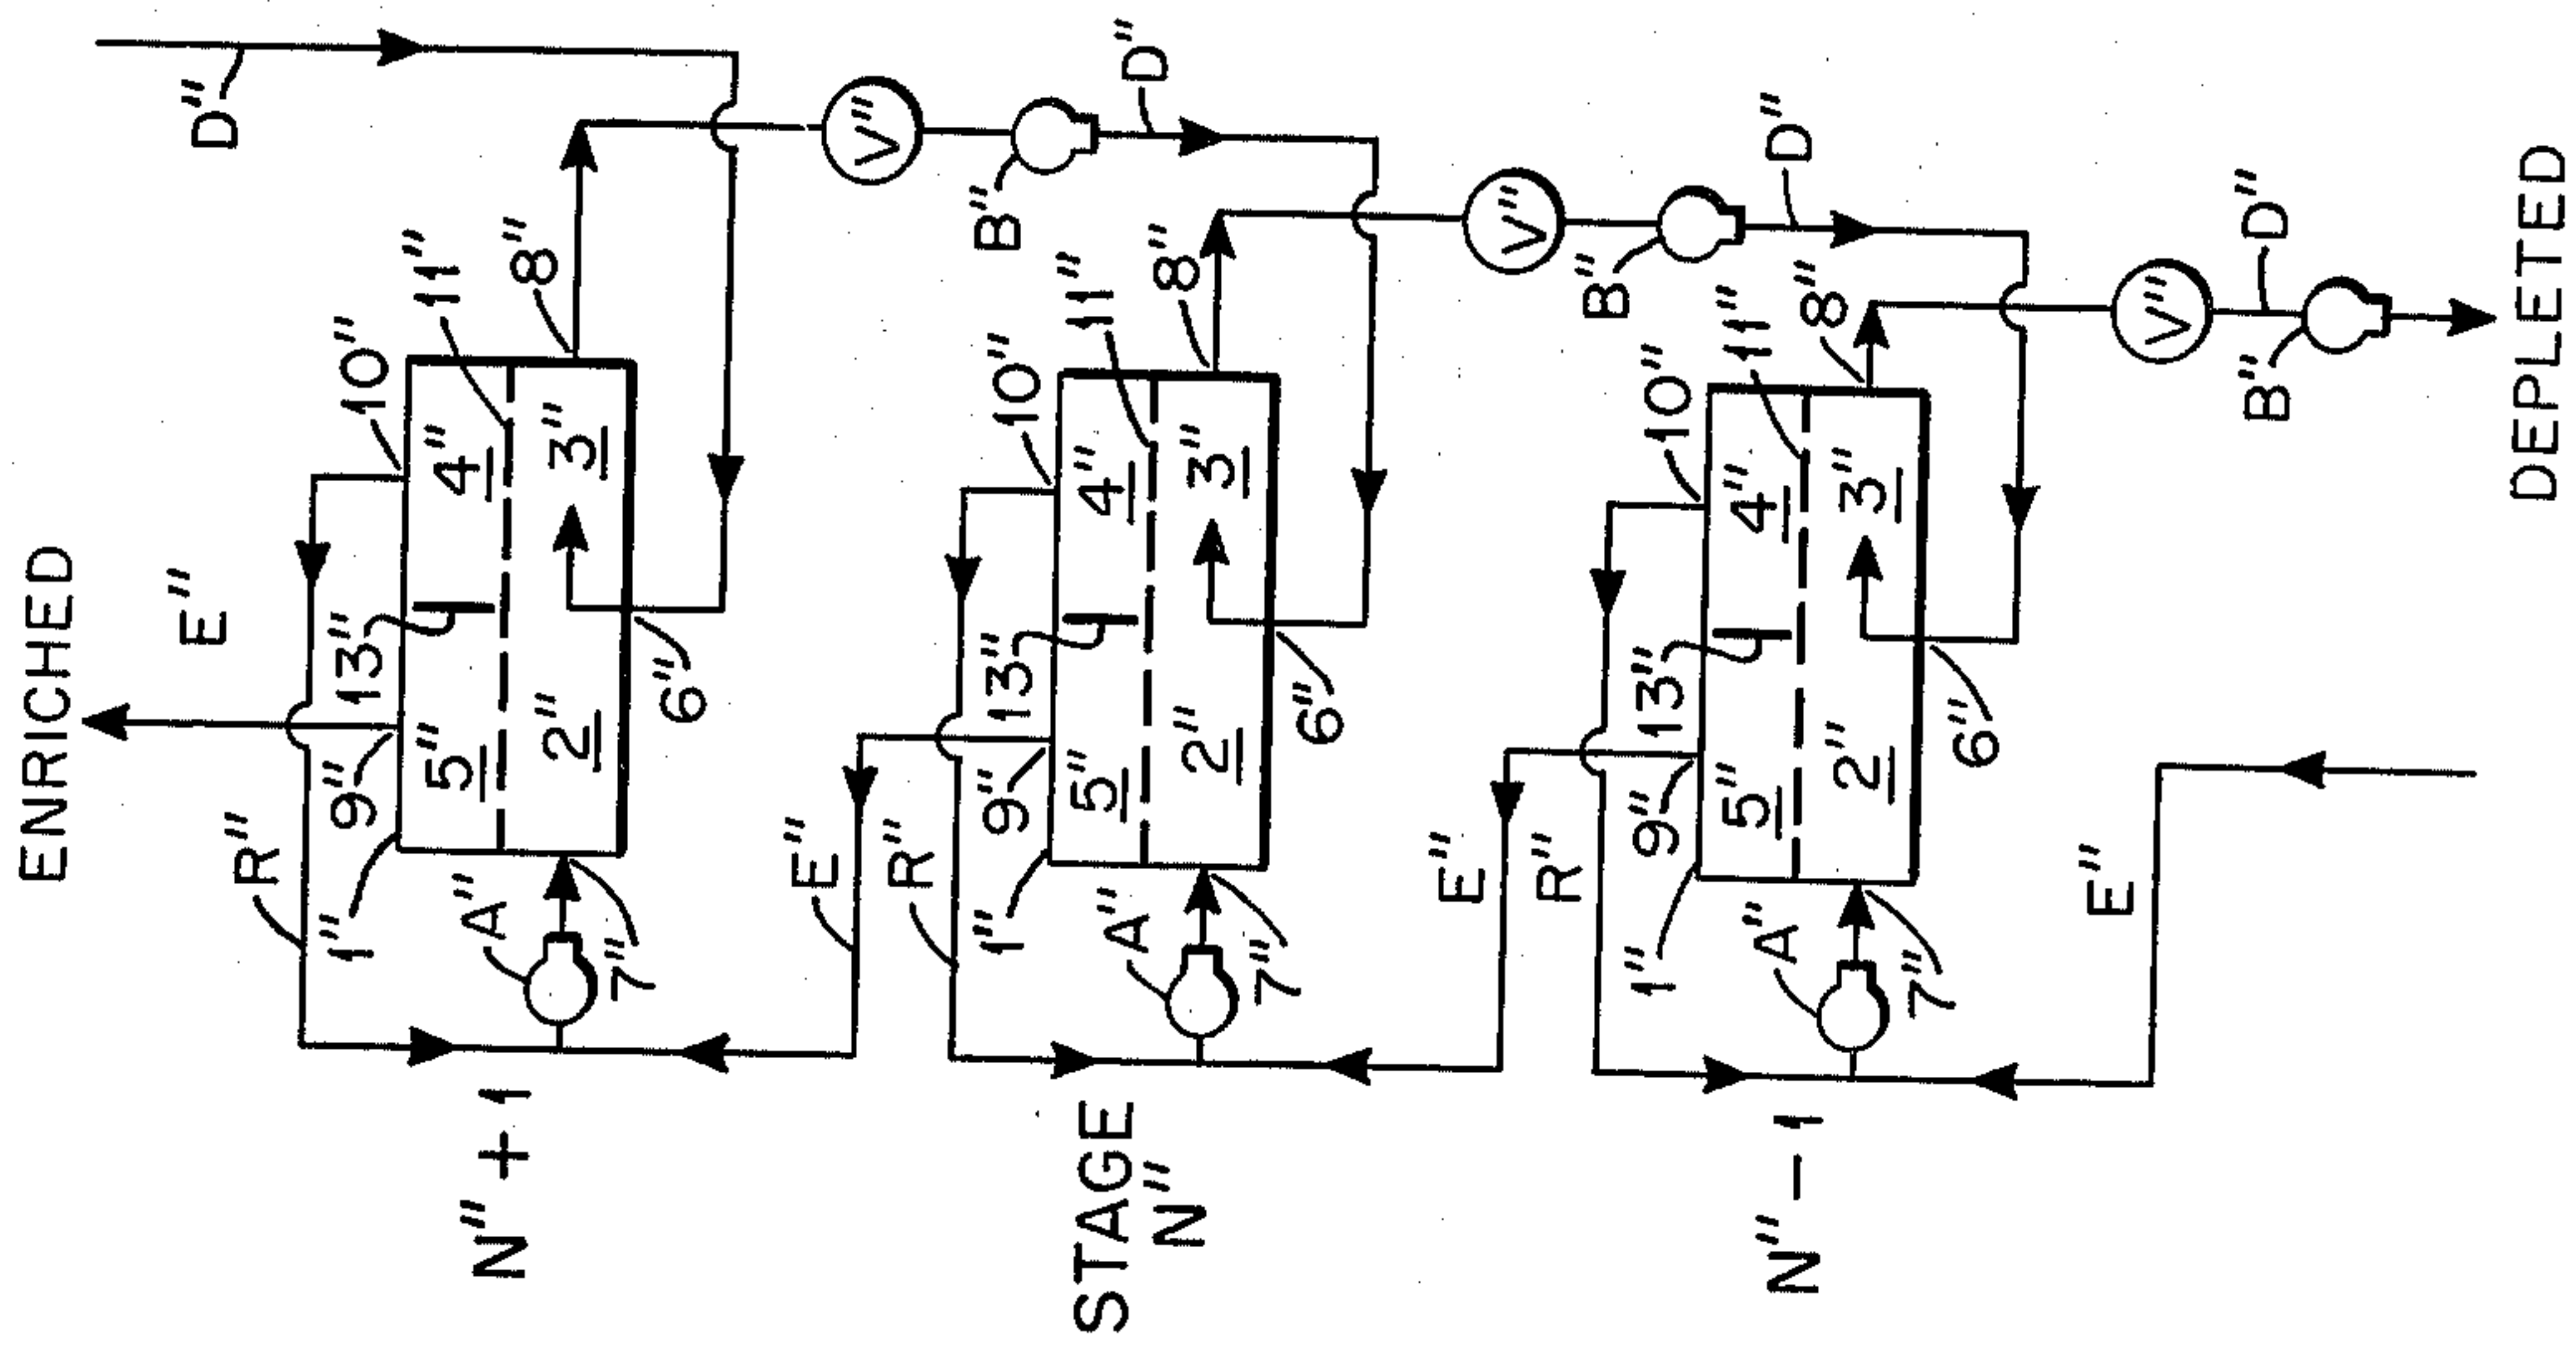 ENRICHED
E"
D"
R"
10"
11"
8"
13"
4"
3"
9"
5"
2"
6"
1"
A"
7"
N" + 1
V"
B"
D"
E"
R"
10"
11"
8"
13"
4"
3"
9"
5"
2"
6"
1"
A"
7"
STAGE
N"
V"
B"
D"
E"
R"
10"
11"
8"
13"
4"
3"
9"
5"
2"
6"
1"
A"
7"
N" - 1
V"
B"
D"
E"
DEPLETED